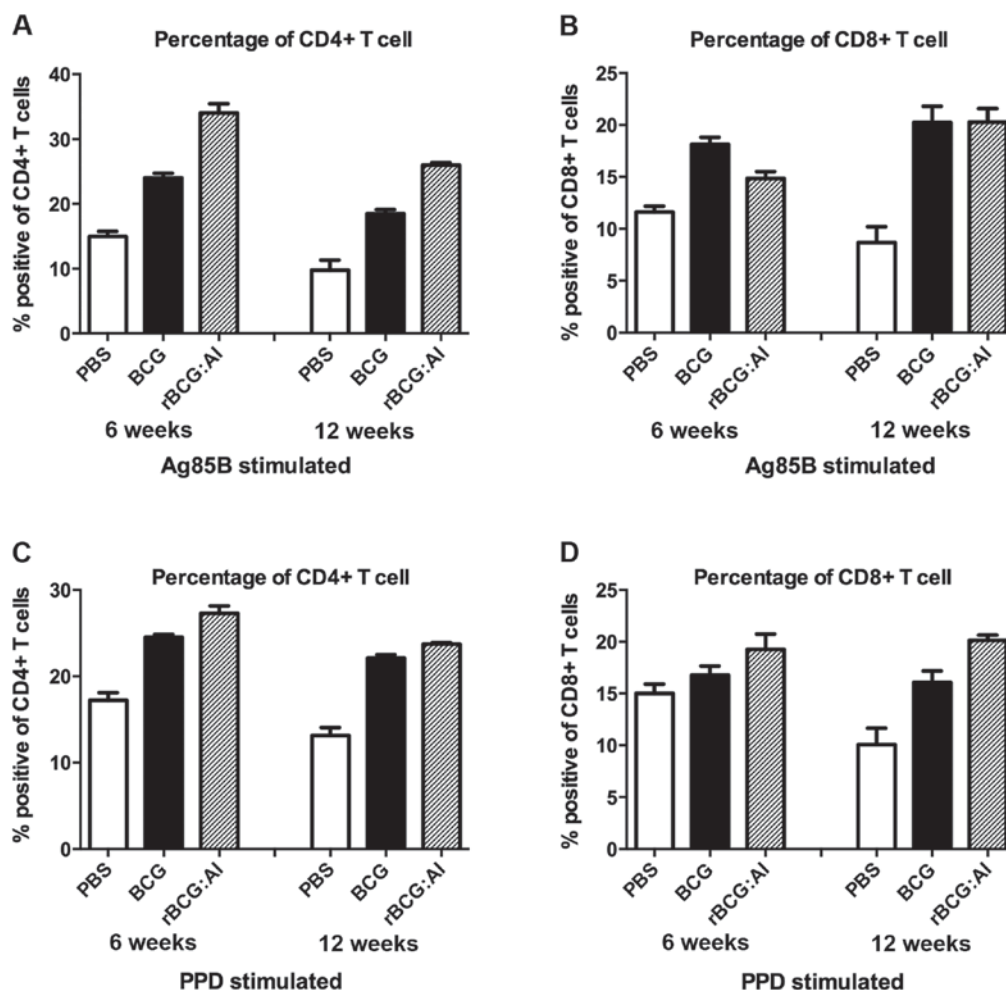 A
Percentage of CD4+ T cell
% positive of CD4+ T cells
40
30
20
10
0
PBS
BCG
rBCG:AI
PBS
BCG
rBCG:AI
6 weeks
12 weeks
Ag85B stimulated
B
Percentage of CD8+ T cell
% positive of CD8+ T cells
25
20
15
10
5
0
PBS
BCG
rBCG:AI
PBS
BCG
rBCG:AI
6 weeks
12 weeks
Ag85B stimulated
C
Percentage of CD4+ T cell
% positive of CD4+ T cells
30
20
10
0
PBS
BCG
rBCG:AI
PBS
BCG
rBCG:AI
6 weeks
12 weeks
PPD stimulated
D
Percentage of CD8+ T cell
% positive of CD8+ T cells
25
20
15
10
5
0
PBS
BCG
rBCG:AI
PBS
BCG
rBCG:AI
6 weeks
12 weeks
PPD stimulated